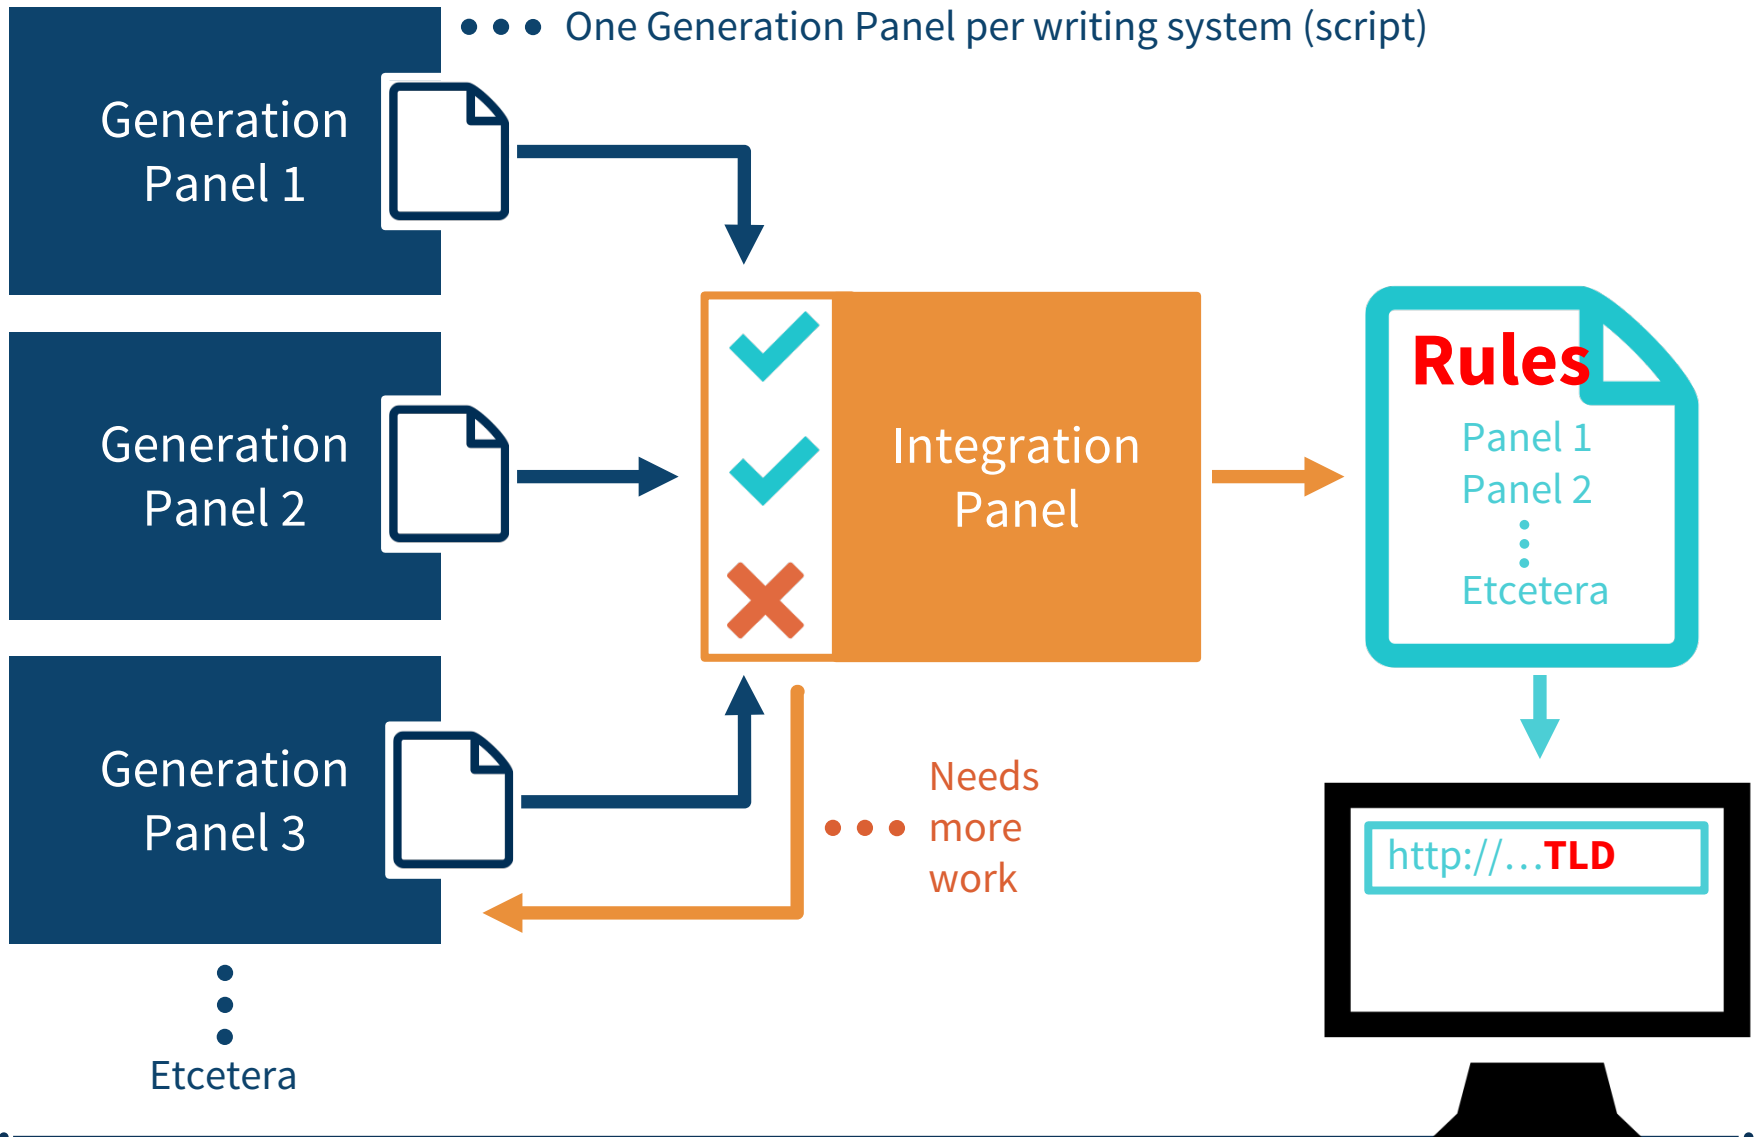 One Generation Panel per writing system (script)
Generation
Panel 1
Generation
Panel 2
Generation
Panel 3
Etcetera
Integration
Panel
Needs
more
work
Rules
Panel 1
Panel 2
Etcetera
http://...TLD